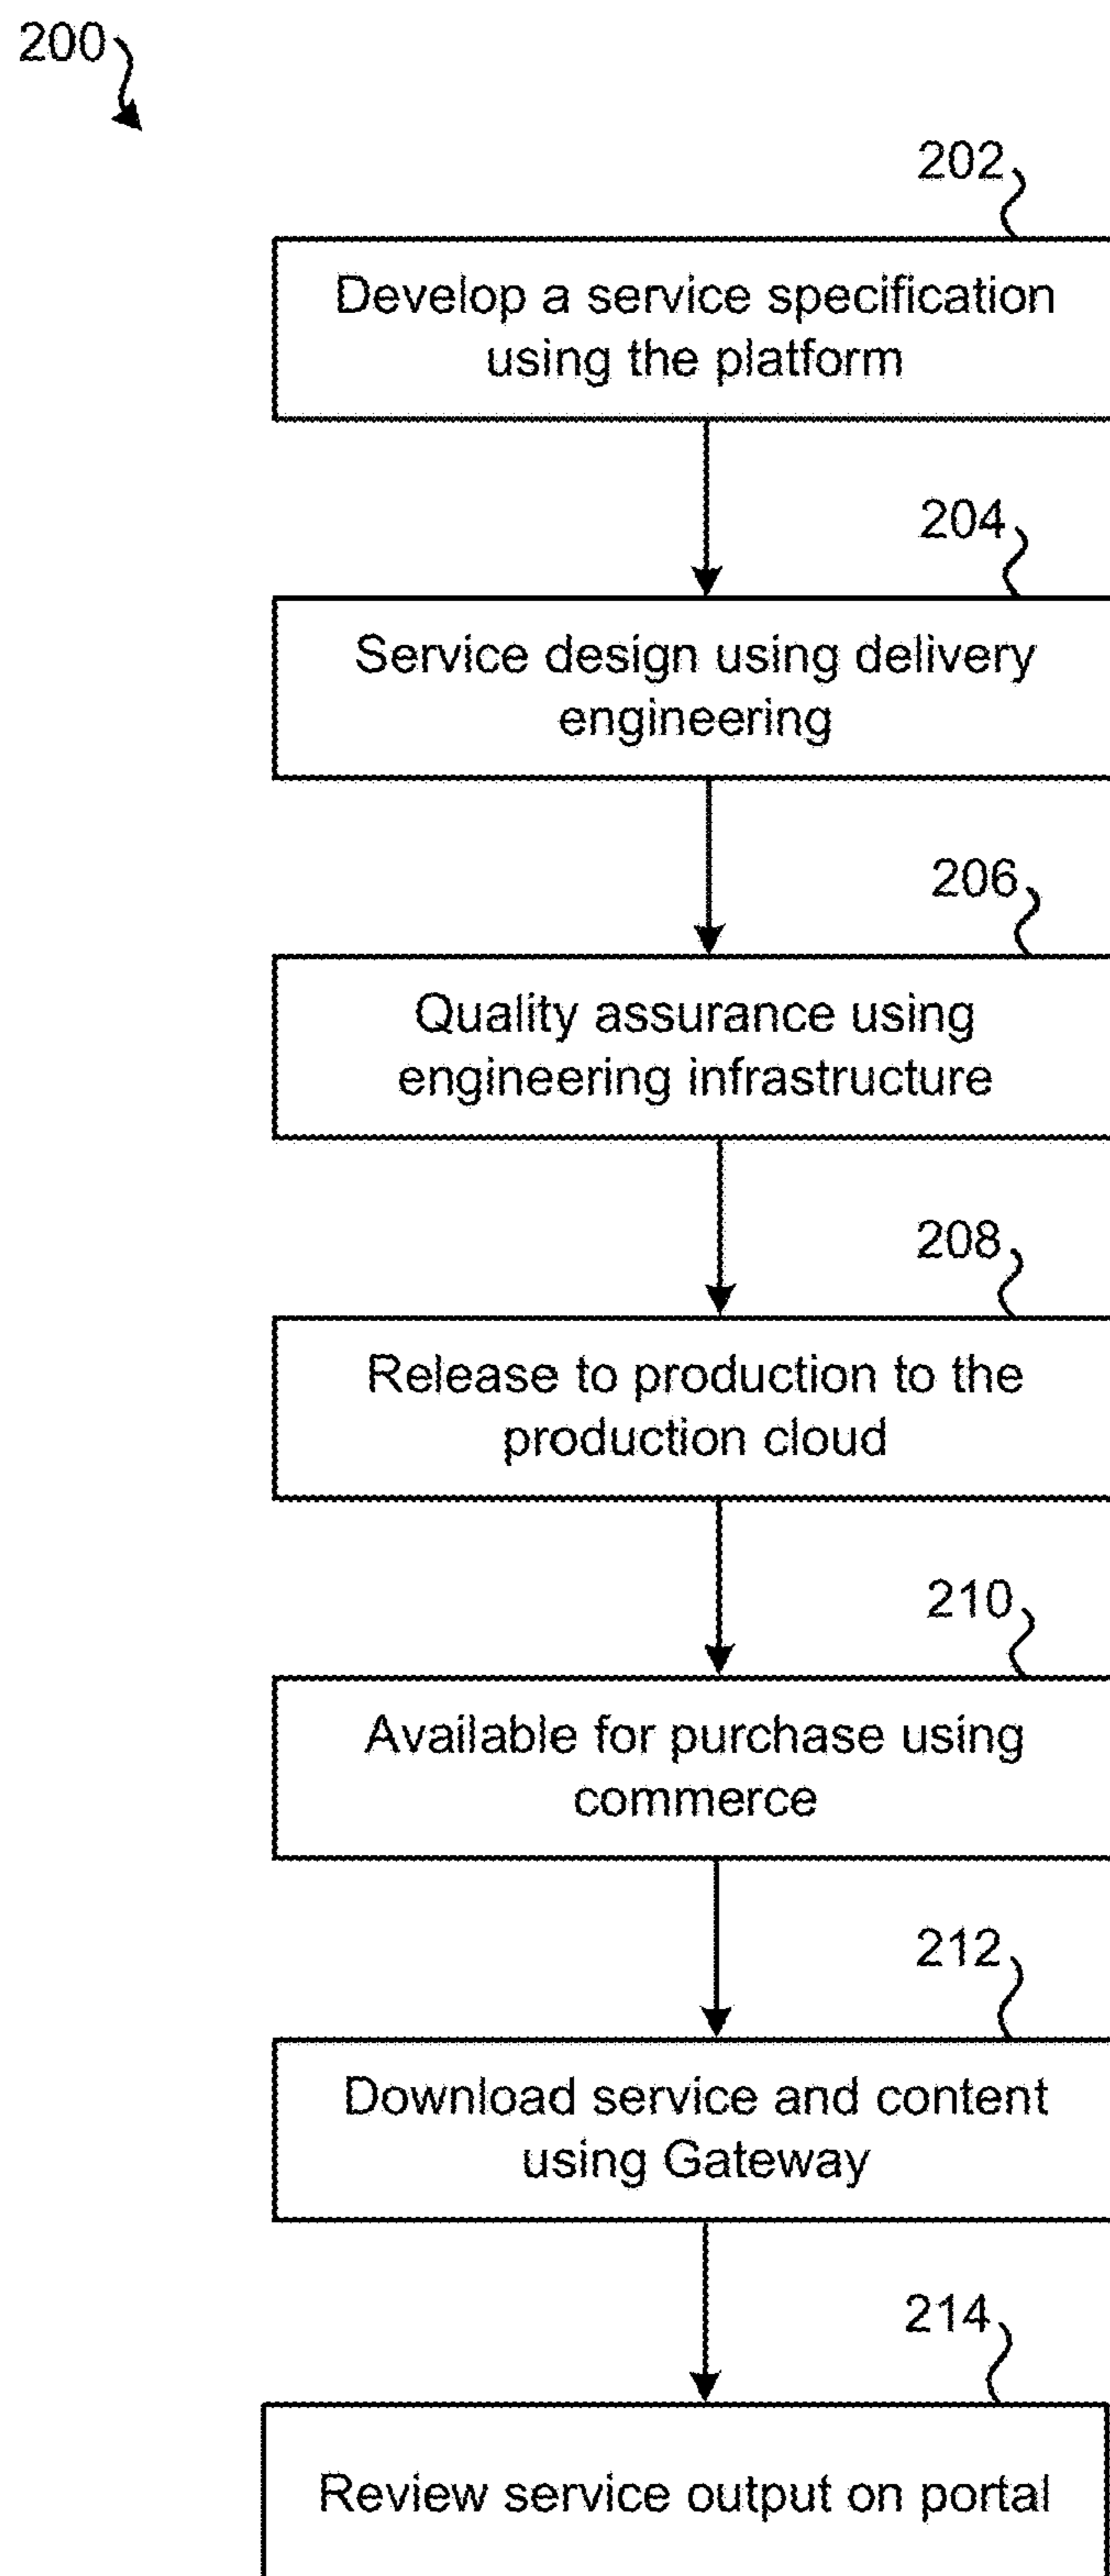 200
202
Develop a service specification
using the platform
204
Service design using delivery
engineering
206
Quality assurance using
engineering infrastructure
208
Release to production to the
production cloud
210
Available for purchase using
commerce
212
Download service and content
using Gateway
214
Review service output on portal